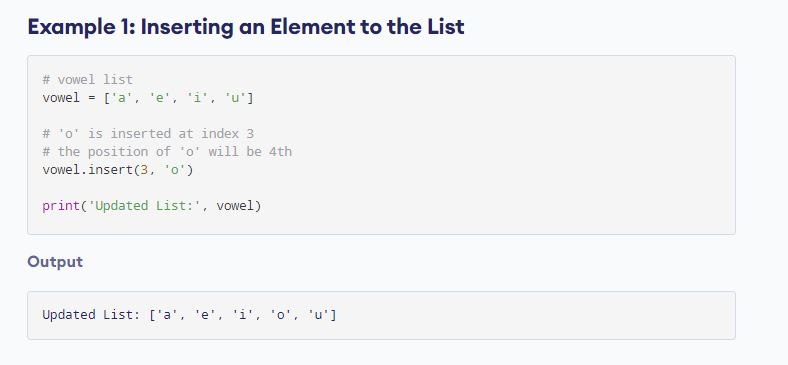 Example 1: Inserting an Element to the List
# vowel list
vowel = ['a', 'e', 'i', 'u']
# 'o' is inserted at index 3
# the position of 'o' will be 4th
vowel.insert(3, 'o')
print('Updated List:', vowel)
Output
Updated List: ['a', 'e', 'i', 'o', 'u']